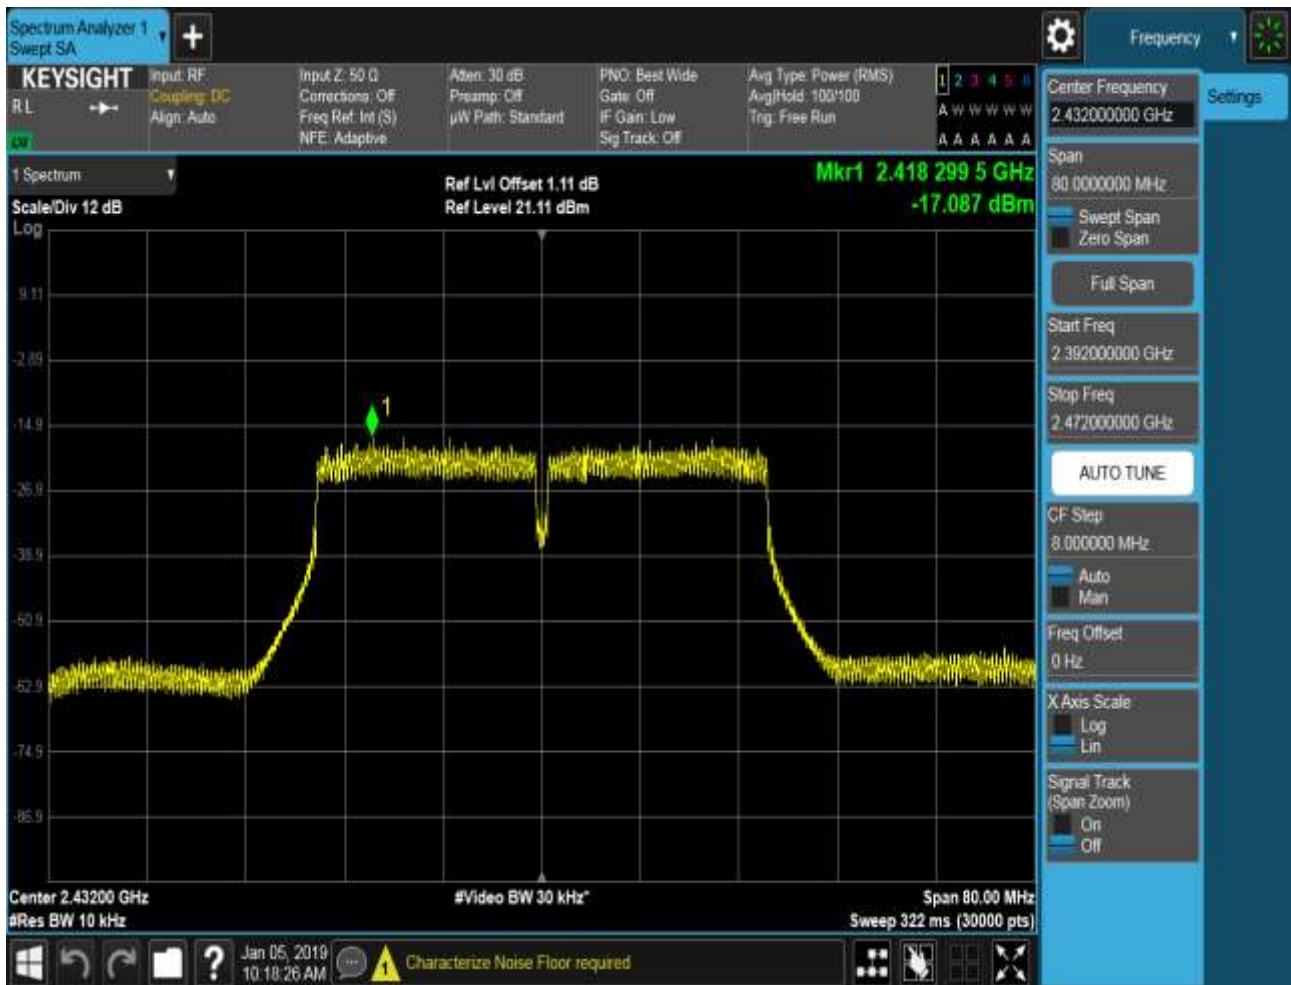 Spectrum Analyzer 1
Swept SA
+
Frequency
KEYSIGHT
R L
Input: RF
Coupling: DC
Align: Auto
Input Z: 50 Ω
Corrections: Off
Freq Ref: Int (S)
NFE: Adaptive
Atten: 30 dB
Preamp: Off
µW Path: Standard
PNO: Best Wide
Gate: Off
IF Gain: Low
Sig Track: Off
Avg Type: Power (RMS)
Avg|Hold: 100/100
Trig: Free Run
1 2 3 4 5 6
A W W W W W
A A A A A A
1 Spectrum
Scale/Div 12 dB
Log
Ref Lvl Offset 1.11 dB
Ref Level 21.11 dBm
Mkr1 2.418 299 5 GHz
-17.087 dBm
9.11
-2.89
-14.9
-26.9
-38.9
-50.9
-62.9
-74.9
-86.9
1
Center 2.43200 GHz
#Res BW 10 kHz
#Video BW 30 kHz*
Span 80.00 MHz
Sweep 322 ms (30000 pts)
Center Frequency
2.432000000 GHz
Settings
Span
80.0000000 MHz
Swept Span
Zero Span
Full Span
Start Freq
2.392000000 GHz
Stop Freq
2.472000000 GHz
AUTO TUNE
CF Step
8.000000 MHz
Auto
Man
Freq Offset
0 Hz
X Axis Scale
Log
Lin
Signal Track
(Span Zoom)
On
Off
?
Jan 05, 2019
10:18:26 AM
1
Characterize Noise Floor required